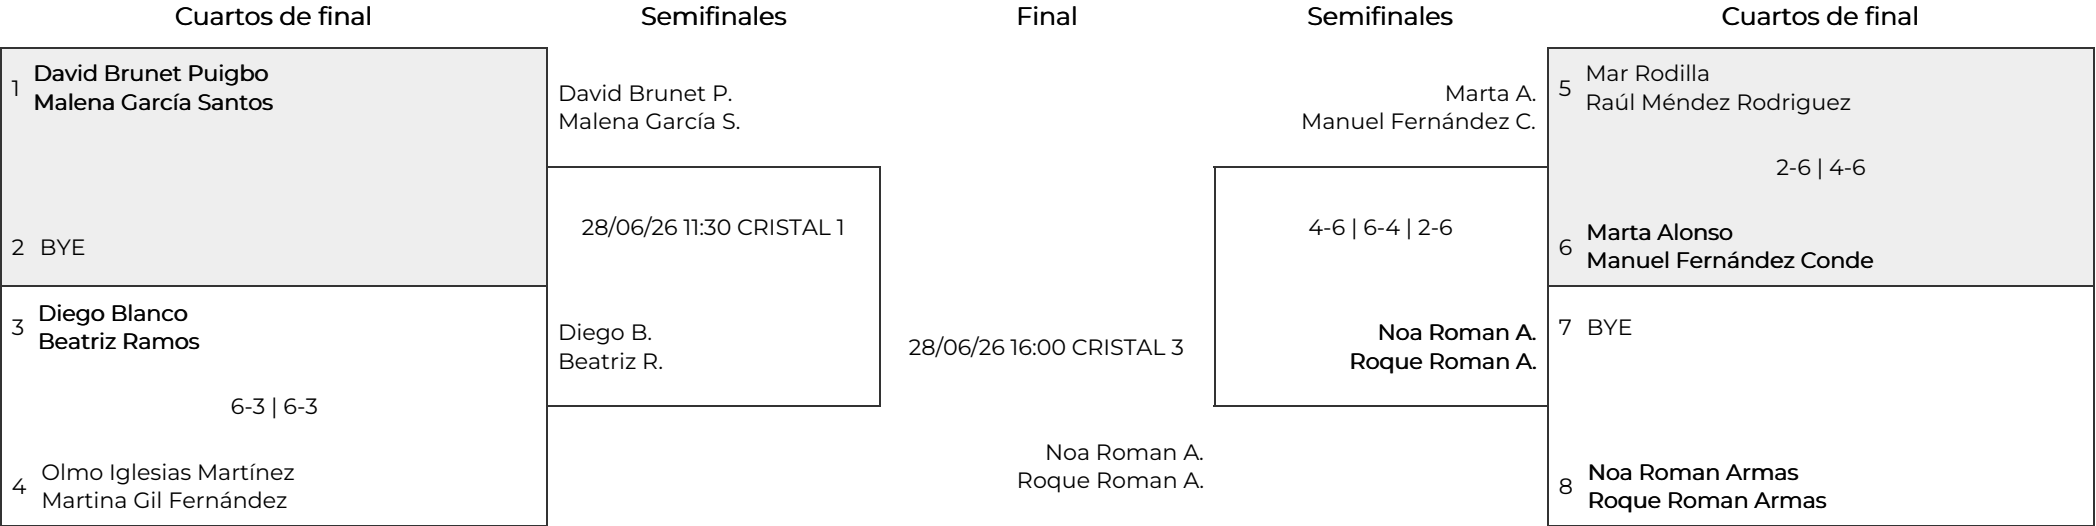 Cuartos de final
Semifinales
Final
Semifinales
Cuartos de final
1
David Brunet Puigbo
Malena García Santos
2 BYE
3
Diego Blanco
Beatriz Ramos
6-3 | 6-3
4
Olmo Iglesias Martínez
Martina Gil Fernández
David Brunet P.
Malena García S.
28/06/26 11:30 CRISTAL 1
Diego B.
Beatriz R.
28/06/26 16:00 CRISTAL 3
Noa Roman A.
Roque Roman A.
Marta A.
Manuel Fernández C.
4-6 | 6-4 | 2-6
Noa Roman A.
Roque Roman A.
5
Mar Rodilla
Raúl Méndez Rodriguez
2-6 | 4-6
6
Marta Alonso
Manuel Fernández Conde
7 BYE
8
Noa Roman Armas
Roque Roman Armas